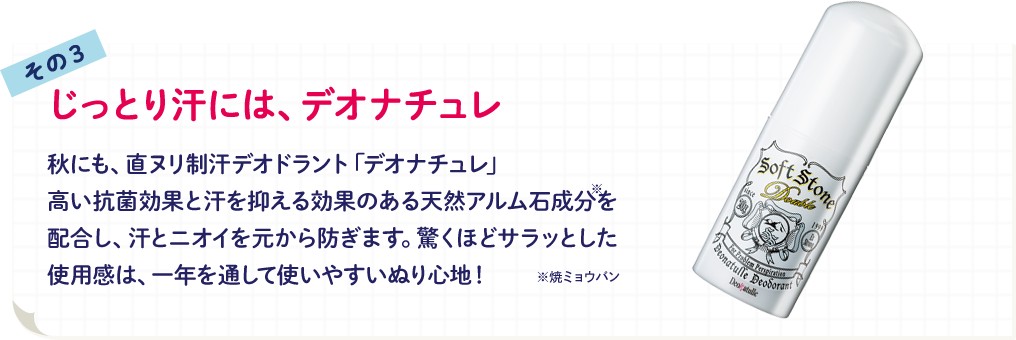 その3
じっとり汗には、デオナチュレ
秋にも、直ヌリ制汗デオドラント「デオナチュレ」
高い抗菌効果と汗を抑える効果のある天然アルム石成分※を
配合し、汗とニオイを元から防ぎます。驚くほどサラッとした
使用感は、一年を通して使いやすいぬり心地！
※焼ミョウバン
Soft Stone
Double
since
1991
For Problem Perspiration
Deonatulle Deodorant
Deonatulle